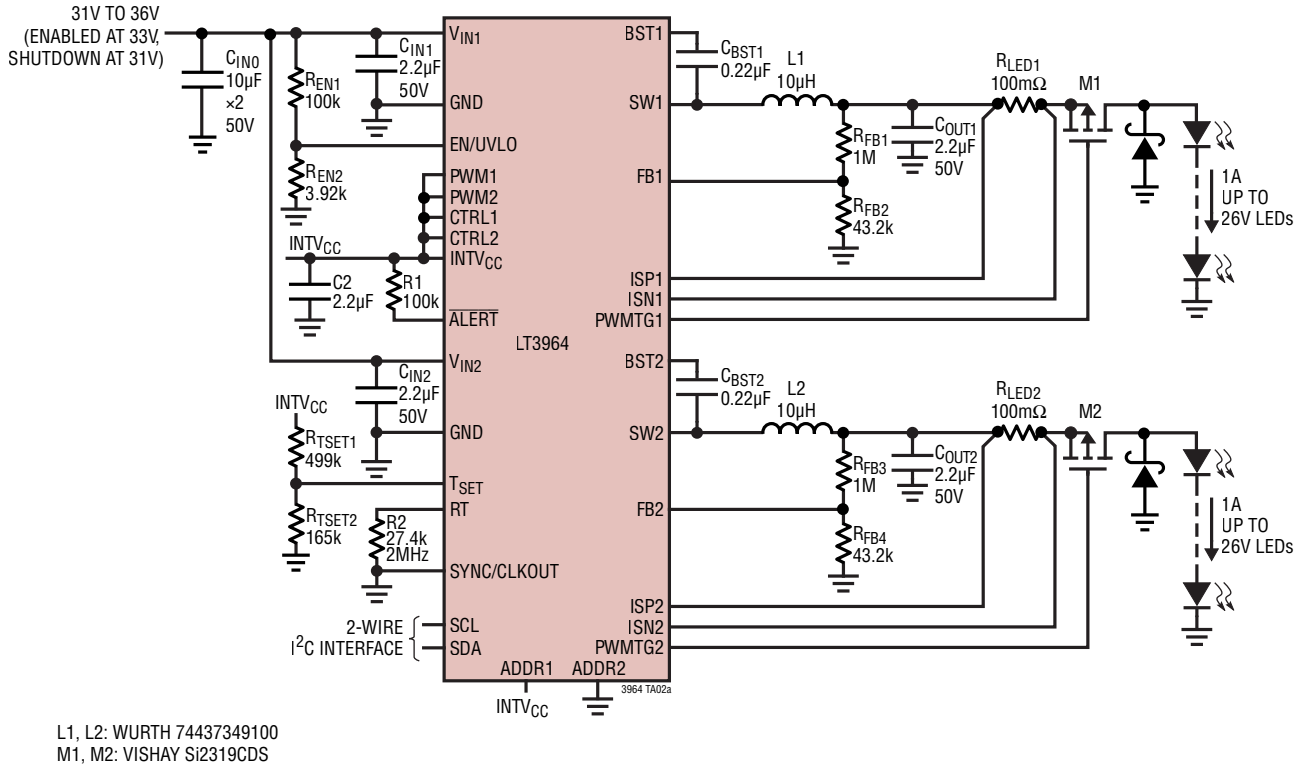 31V TO 36V
(ENABLED AT 33V,
SHUTDOWN AT 31V)
CIN0
10µF
×2
50V
REN1
100k
CIN1
2.2µF
50V
REN2
3.92k
INTVCC
C2
2.2µF
R1
100k
CIN2
2.2µF
50V
INTVCC
RTSET1
499k
RTSET2
165k
R2
27.4k
2MHz
2-WIRE
I2C INTERFACE
VIN1
GND
EN/UVLO
PWM1
PWM2
CTRL1
CTRL2
INTVCC
ALERT
VIN2
GND
TSET
RT
SYNC/CLKOUT
SCL
SDA
ADDR1
ADDR2
INTVCC
LT3964
BST1
SW1
FB1
ISP1
ISN1
PWMTG1
BST2
SW2
FB2
ISP2
ISN2
PWMTG2
3964 TA02a
CBST1
0.22µF
L1
10µH
RFB1
1M
RFB2
43.2k
COUT1
2.2µF
50V
RLED1
100mΩ
M1
1A
UP TO
26V LEDs
CBST2
0.22µF
L2
10µH
RFB3
1M
RFB4
43.2k
COUT2
2.2µF
50V
RLED2
100mΩ
M2
1A
UP TO
26V LEDs
L1, L2: WURTH 74437349100
M1, M2: VISHAY Si2319CDS